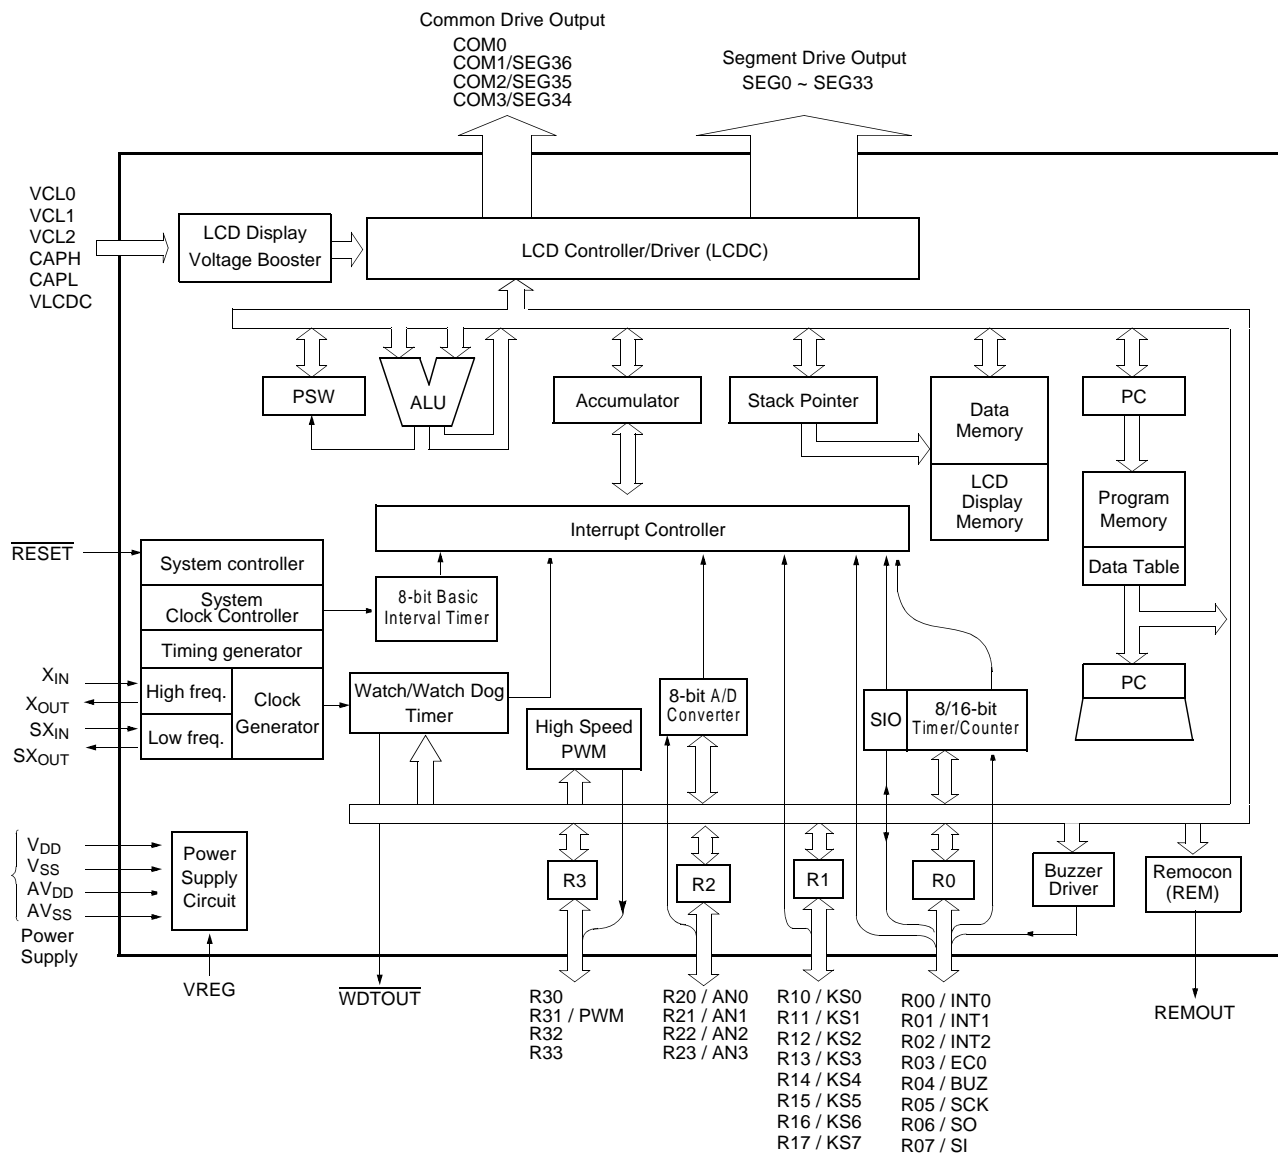 Common Drive Output
COM0
COM1/SEG36
COM2/SEG35
COM3/SEG34
Segment Drive Output
SEG0 ~ SEG33
VCL0
VCL1
VCL2
CAPH
CAPL
VLCDC
LCD Display
Voltage Booster
LCD Controller/Driver (LCDC)
PSW
ALU
Accumulator
Stack Pointer
Data
Memory
LCD
Display
Memory
PC
Program
Memory
Data Table
PC
Interrupt Controller
RESET
System controller
System
Clock Controller
Timing generator
High freq.
Low freq.
Clock
Generator
XIN
XOUT
SXIN
SXOUT
8-bit Basic
Interval Timer
Watch/Watch Dog
Timer
High Speed
PWM
8-bit A/D
Converter
SIO
8/16-bit
Timer/Counter
VDD
VSS
AVDD
AVSS
Power
Supply
Power
Supply
Circuit
R3
R2
R1
R0
Buzzer
Driver
Remocon
(REM)
VREG
WDTOUT
R30
R31 / PWM
R32
R33
R20 / AN0
R21 / AN1
R22 / AN2
R23 / AN3
R10 / KS0
R11 / KS1
R12 / KS2
R13 / KS3
R14 / KS4
R15 / KS5
R16 / KS6
R17 / KS7
R00 / INT0
R01 / INT1
R02 / INT2
R03 / EC0
R04 / BUZ
R05 / SCK
R06 / SO
R07 / SI
REMOUT